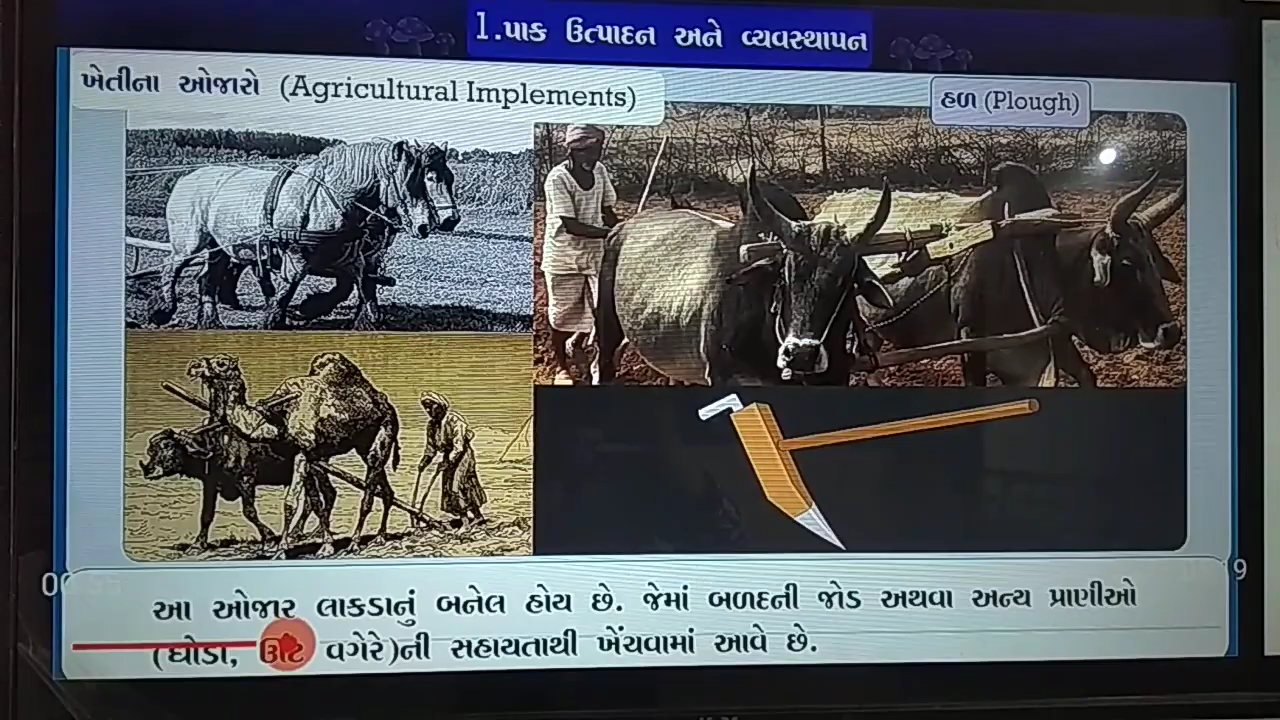 1.પાક ઉત્પાદન અને વ્યવસ્થાપન
ખેતીના ઓજારો (Agricultural Implements)
હળ (Plough)
આ ઓજાર લાકડાનું બનેલ હોય છે. જેમાં બળદની જોડ અથવા અન્ય પ્રાણીઓ
(ઘોડા, ઊંટ વગેરે)ની સહાયતાથી ખેંચવામાં આવે છે.